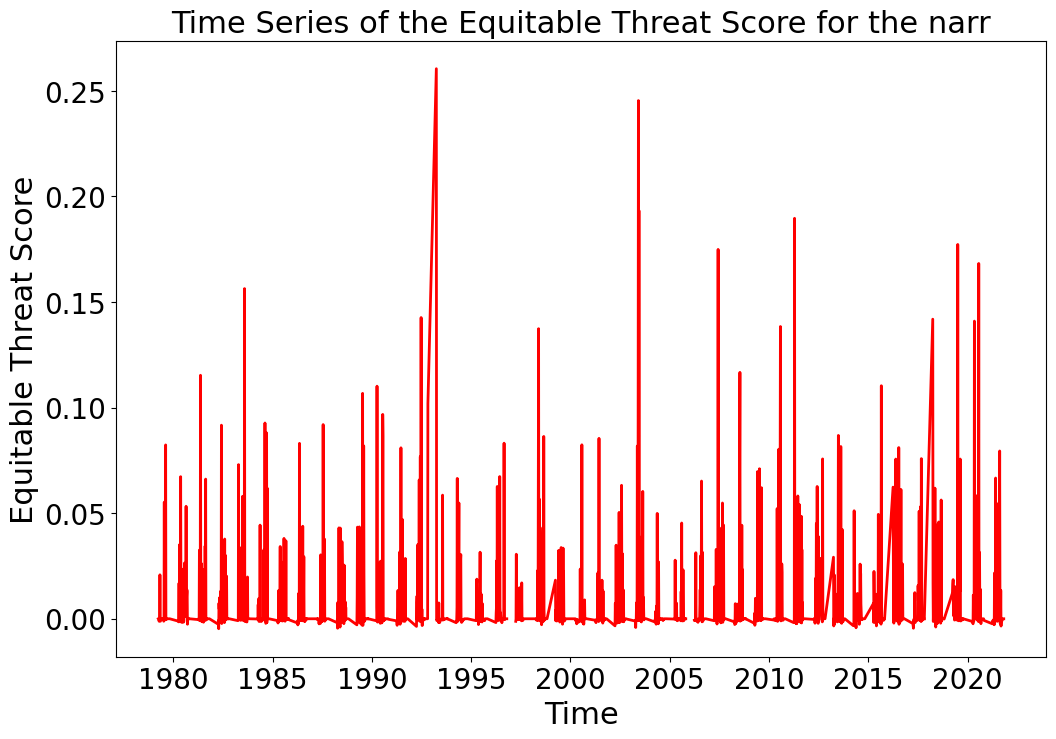 Time Series of the Equitable Threat Score for the narr
Equitable Threat Score
0.25
0.20
0.15
0.10
0.05
0.00
1980 1985 1990 1995 2000 2005 2010 2015 2020
Time